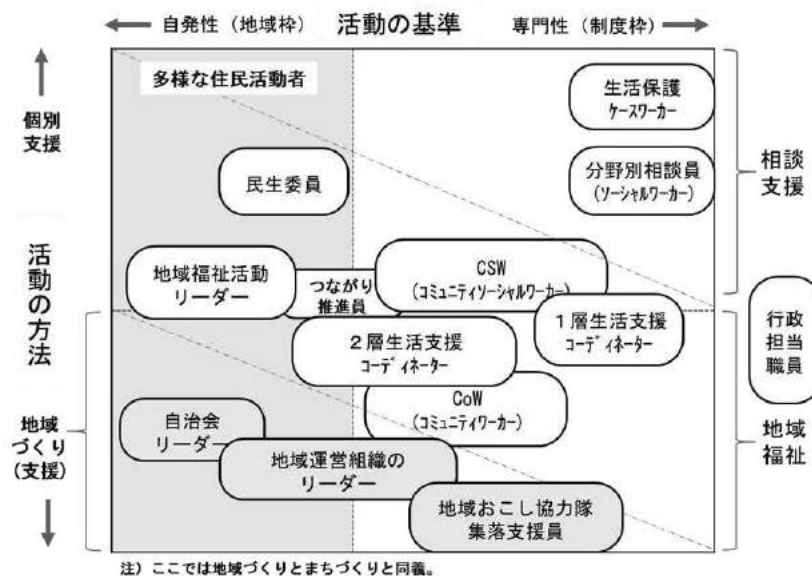 活動の基準
自発性（地域枠）
専門性（制度枠）
多様な住民活動者
個別
支援
活動の方法
地域
づくり
(支援)
生活保護
ｹｰｽﾜｰｶｰ
分野別相談員
(ｿｰｼｬﾙﾜｰｶｰ)
民生委員
地域福祉活動
リーダー
つながり
推進員
CSW
(ｺﾐｭﾆﾃｨｿｰｼｬﾙﾜｰｶｰ)
２層生活支援
ｺｰﾃﾞｨﾈｰﾀｰ
１層生活支援
ｺｰﾃﾞｨﾈｰﾀｰ
CoW
(ｺﾐｭﾆﾃｨﾜｰｶｰ)
自治会
リーダー
地域運営組織の
リーダー
地域おこし協力隊
集落支援員
相談
支援
行政
担当
職員
地域
福祉
注）ここでは地域づくりとまちづくりと同義。